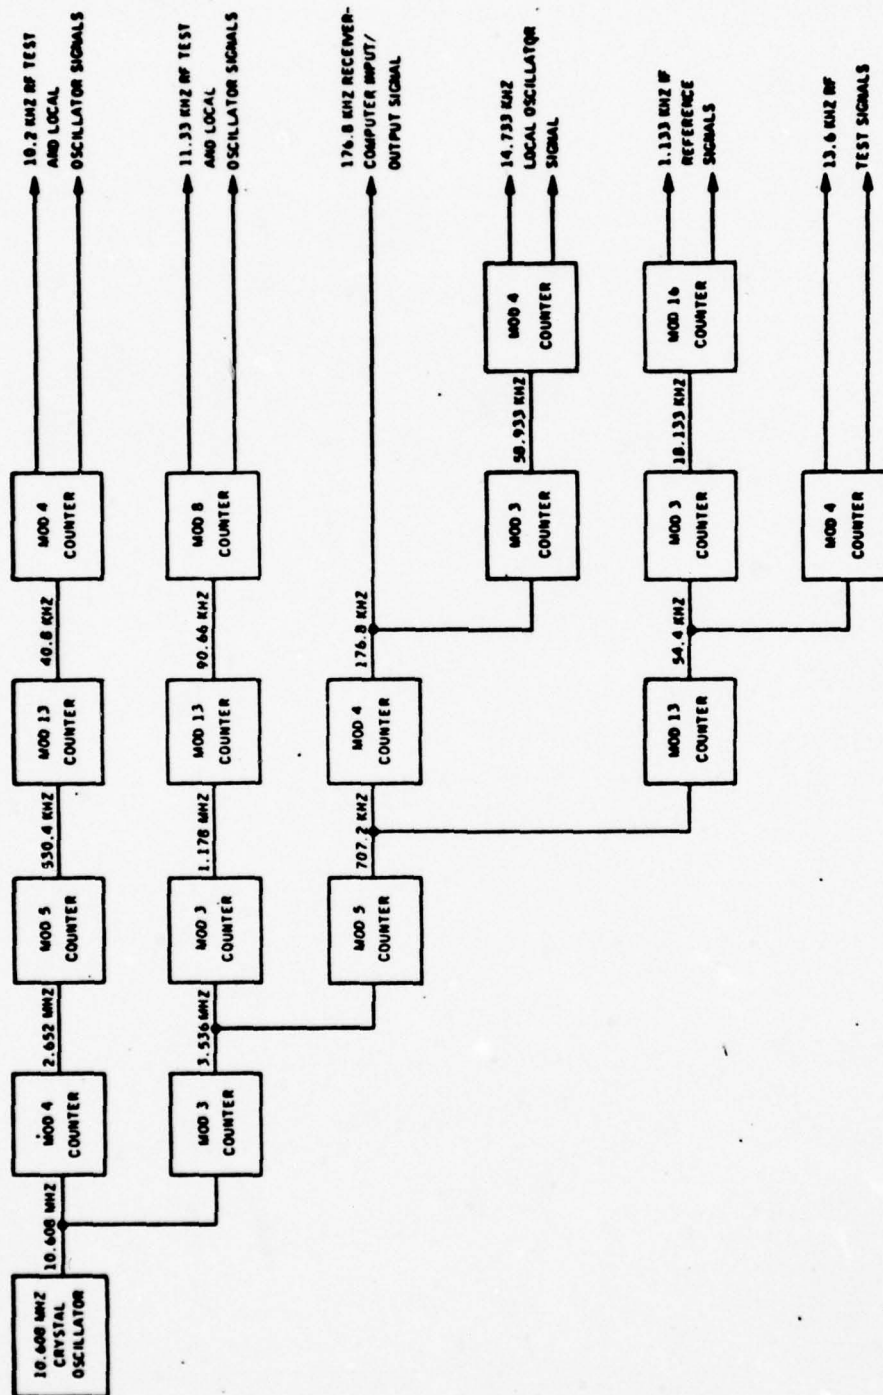 10.608 MHZ
CRYSTAL
OSCILLATOR
10.608 MHZ
MOD 4
COUNTER
2.652 MHZ
MOD 5
COUNTER
530.4 KHZ
MOD 13
COUNTER
40.8 KHZ
MOD 4
COUNTER
10.2 KHZ RF TEST
AND LOCAL
OSCILLATOR SIGNALS
MOD 3
COUNTER
3.536 MHZ
MOD 3
COUNTER
1.178 MHZ
MOD 13
COUNTER
90.66 KHZ
MOD 8
COUNTER
11.33 KHZ RF TEST
AND LOCAL
OSCILLATOR SIGNALS
MOD 5
COUNTER
707.2 KHZ
MOD 4
COUNTER
176.8 KHZ
176.8 KHZ RECEIVER-
COMPUTER INPUT/
OUTPUT SIGNAL
MOD 3
COUNTER
58.933 KHZ
MOD 4
COUNTER
14.733 KHZ
LOCAL OSCILLATOR
SIGNAL
MOD 13
COUNTER
54.4 KHZ
MOD 3
COUNTER
18.133 KHZ
MOD 16
COUNTER
1.133 KHZ IF
REFERENCE
SIGNALS
MOD 4
COUNTER
13.6 KHZ RF
TEST SIGNALS